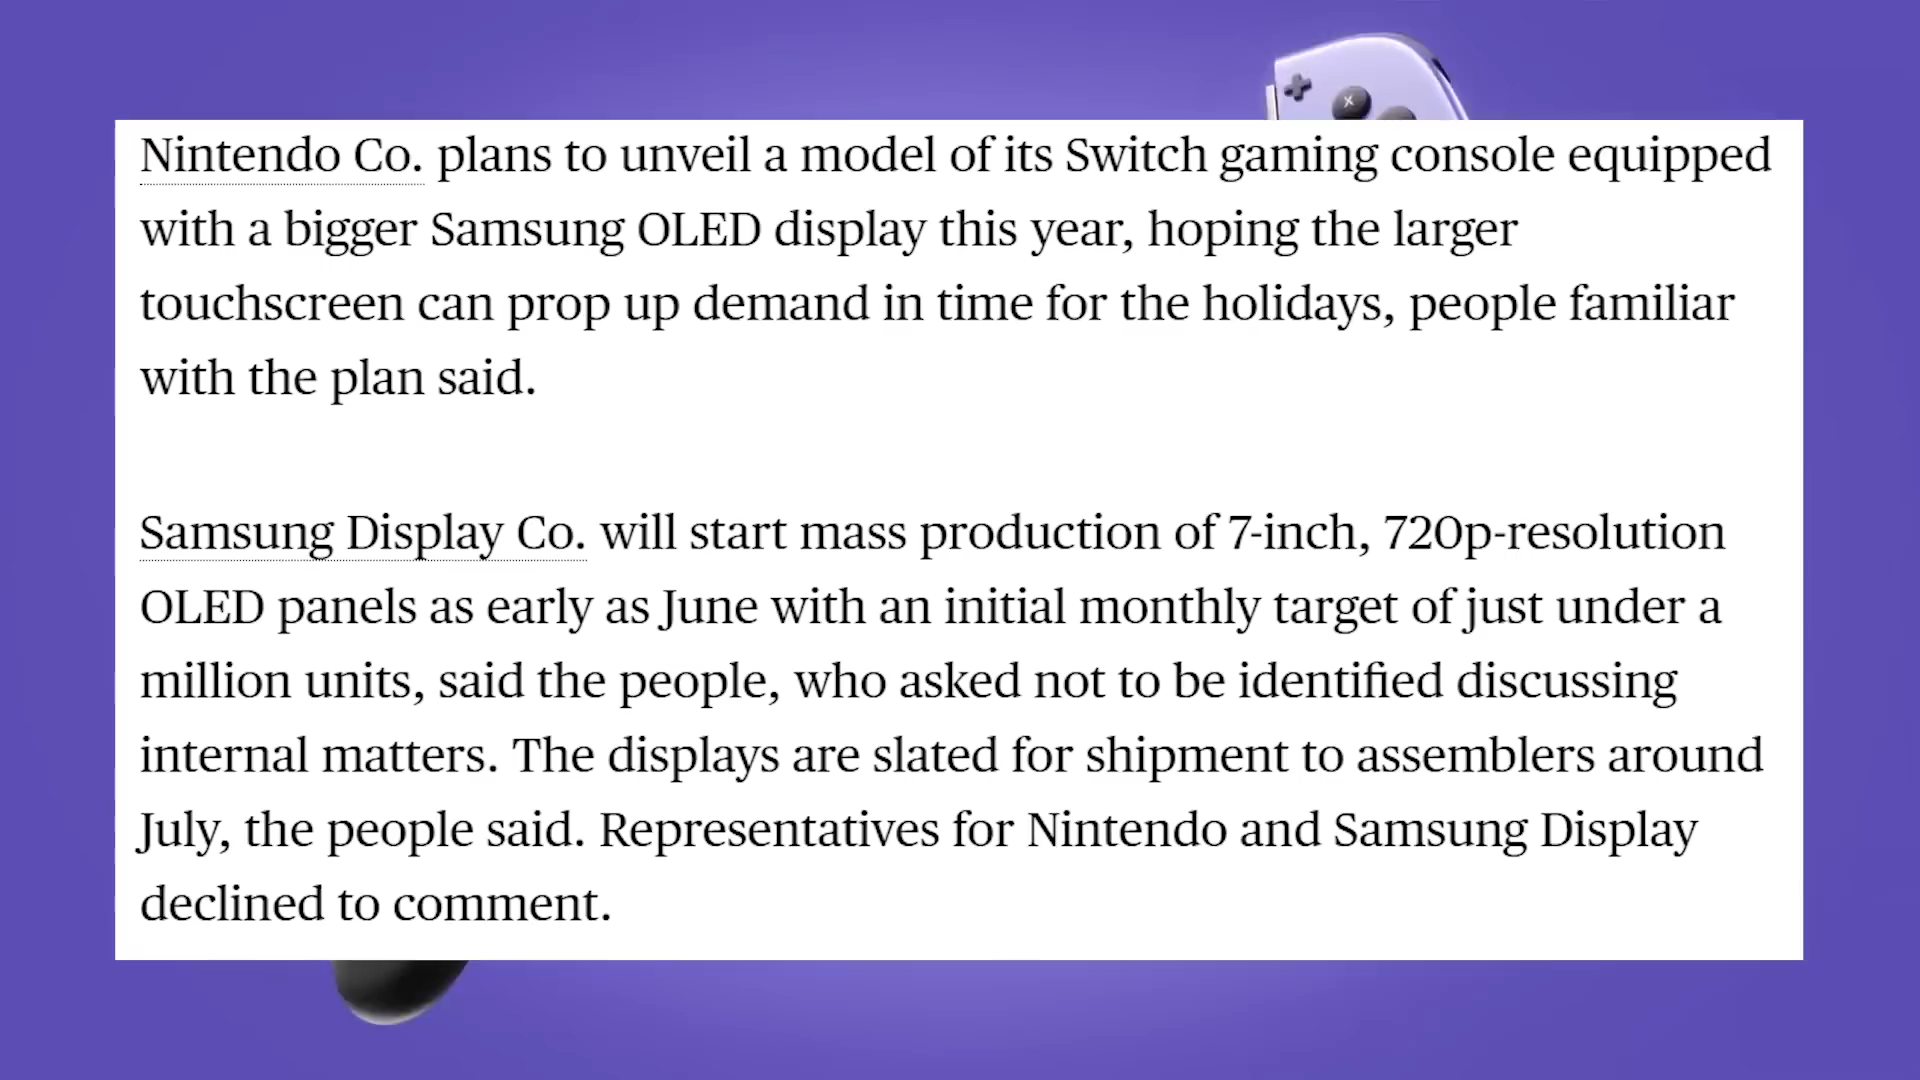 X
Nintendo Co. plans to unveil a model of its Switch gaming console equipped
with a bigger Samsung OLED display this year, hoping the larger
touchscreen can prop up demand in time for the holidays, people familiar
with the plan said.
Samsung Display Co. will start mass production of 7-inch, 720p-resolution
OLED panels as early as June with an initial monthly target of just under a
million units, said the people, who asked not to be identified discussing
internal matters. The displays are slated for shipment to assemblers around
July, the people said. Representatives for Nintendo and Samsung Display
declined to comment.